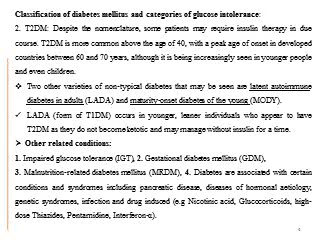 Classification of diabetes mellitus and categories of glucose intolerance:
2. T2DM: Despite the nomenclature, some patients may require insulin therapy in due
course. T2DM is more common above the age of 40, with a peak age of onset in developed
countries between 60 and 70 years, although it is being increasingly seen in younger people
and even children.
❖ Two other varieties of non-typical diabetes that may be seen are latent autoimmune
diabetes in adults (LADA) and maturity-onset diabetes of the young (MODY).
✓ LADA (form of T1DM) occurs in younger, leaner individuals who appear to have
T2DM as they do not become ketotic and may manage without insulin for a time.
➤ Other related conditions:
1. Impaired glucose tolerance (IGT), 2. Gestational diabetes mellitus (GDM),
3. Malnutrition-related diabetes mellitus (MRDM), 4. Diabetes are associated with certain
conditions and syndromes including pancreatic disease, diseases of hormonal aetiology,
genetic syndromes, infection and drug induced (e.g Nicotinic acid, Glucocorticoids, high-
dose Thiazides, Pentamidine, Interferon-α).